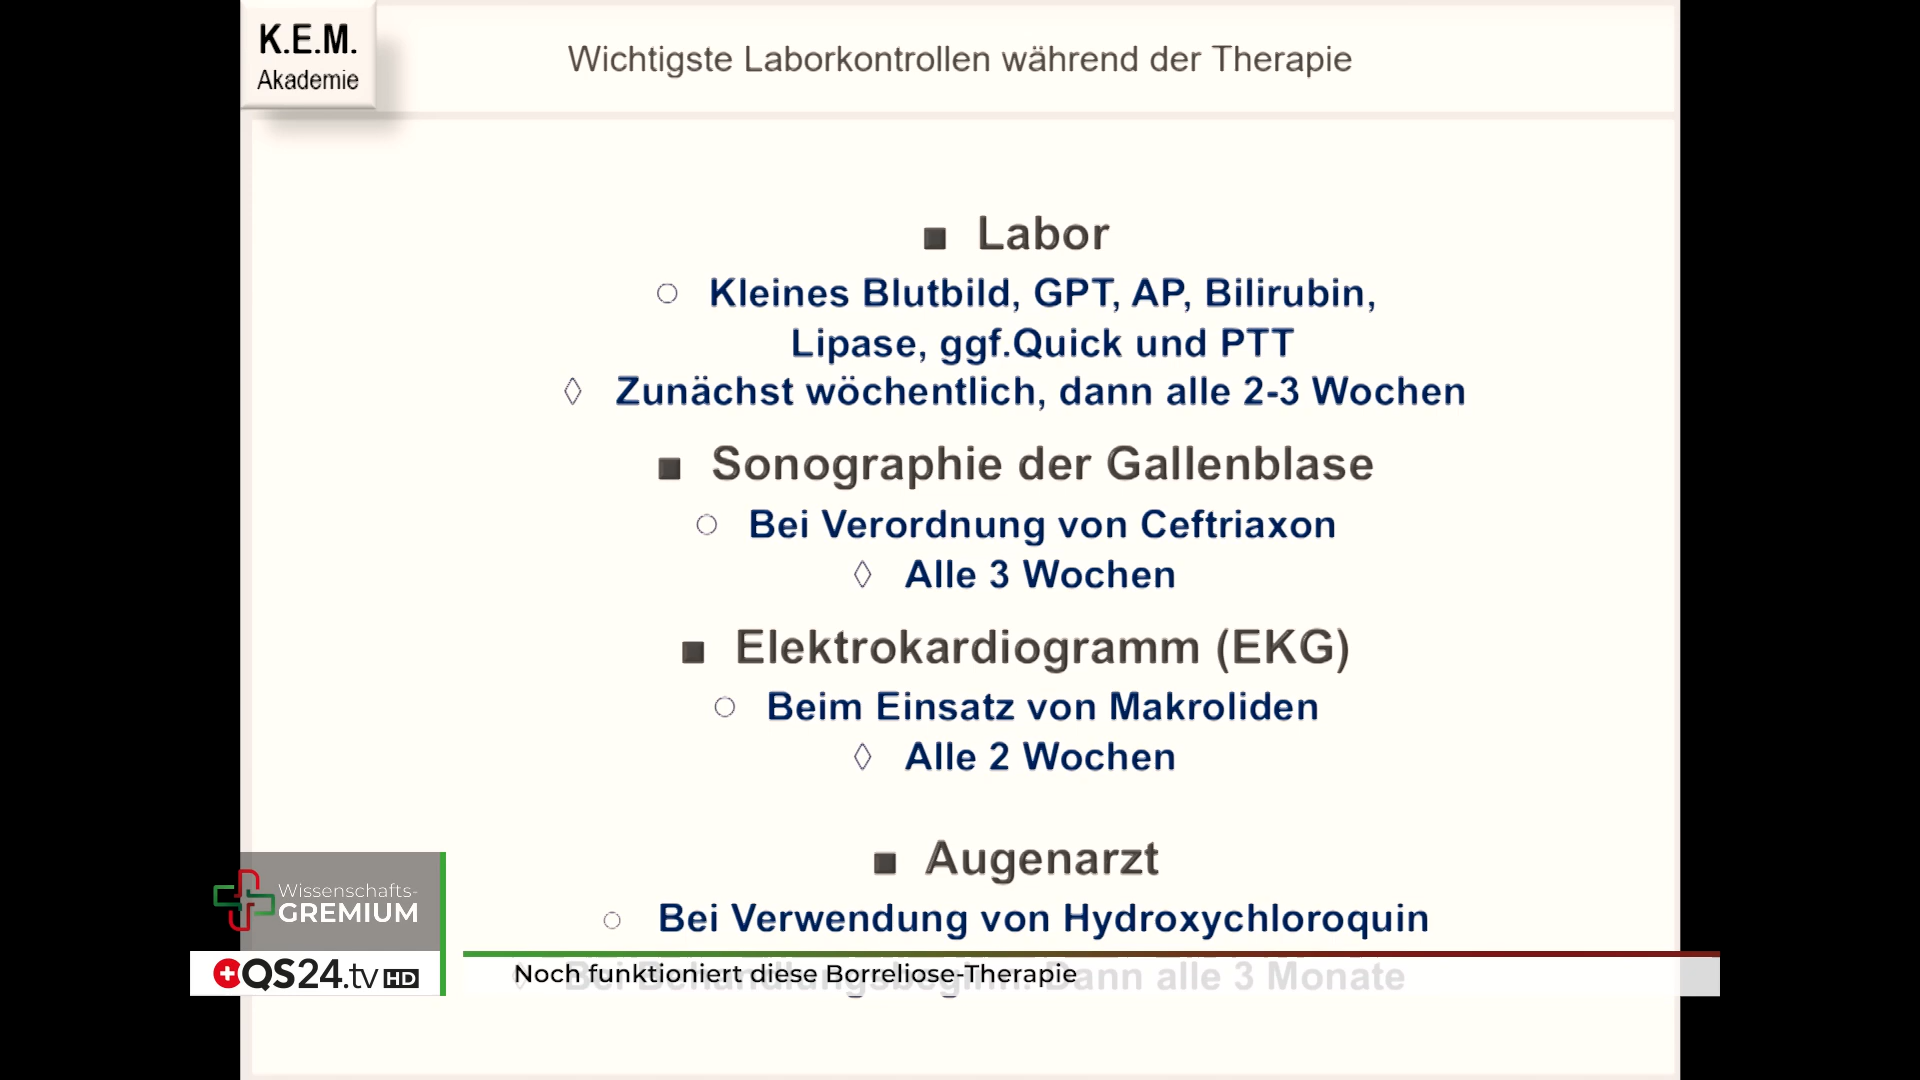 K.E.M.
Akademie
Wichtigste Laborkontrollen während der Therapie
■ Labor
○ Kleines Blutbild, GPT, AP, Bilirubin,
Lipase, ggf.Quick und PTT
◊ Zunächst wöchentlich, dann alle 2-3 Wochen
■ Sonographie der Gallenblase
○ Bei Verordnung von Ceftriaxon
◊ Alle 3 Wochen
■ Elektrokardiogramm (EKG)
○ Beim Einsatz von Makroliden
◊ Alle 2 Wochen
■ Augenarzt
○ Bei Verwendung von Hydroxychloroquin
◊ Bei Behandlungsbeginn. Dann alle 3 Monate
Wissenschafts-
GREMIUM
QS24.tv HD
Noch funktioniert diese Borreliose-Therapie